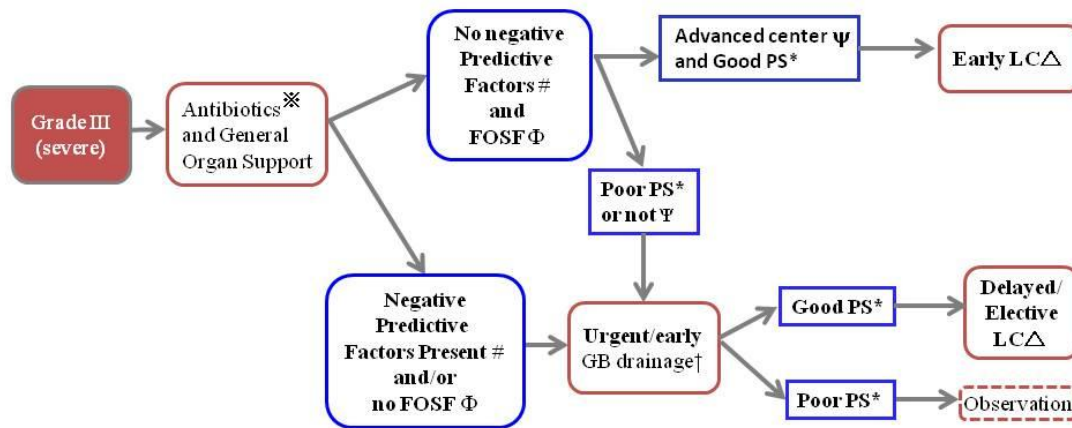 Grade III
(severe)
Antibiotics※
and General
Organ Support
No negative
Predictive
Factors #
and
FOSF Φ
Advanced center Ψ
and Good PS*
Early LC△
Poor PS*
or not Ψ
Negative
Predictive
Factors Present #
and/or
no FOSF Φ
Urgent/early
GB drainage†
Good PS*
Delayed/
Elective
LC△
Poor PS*
Observation